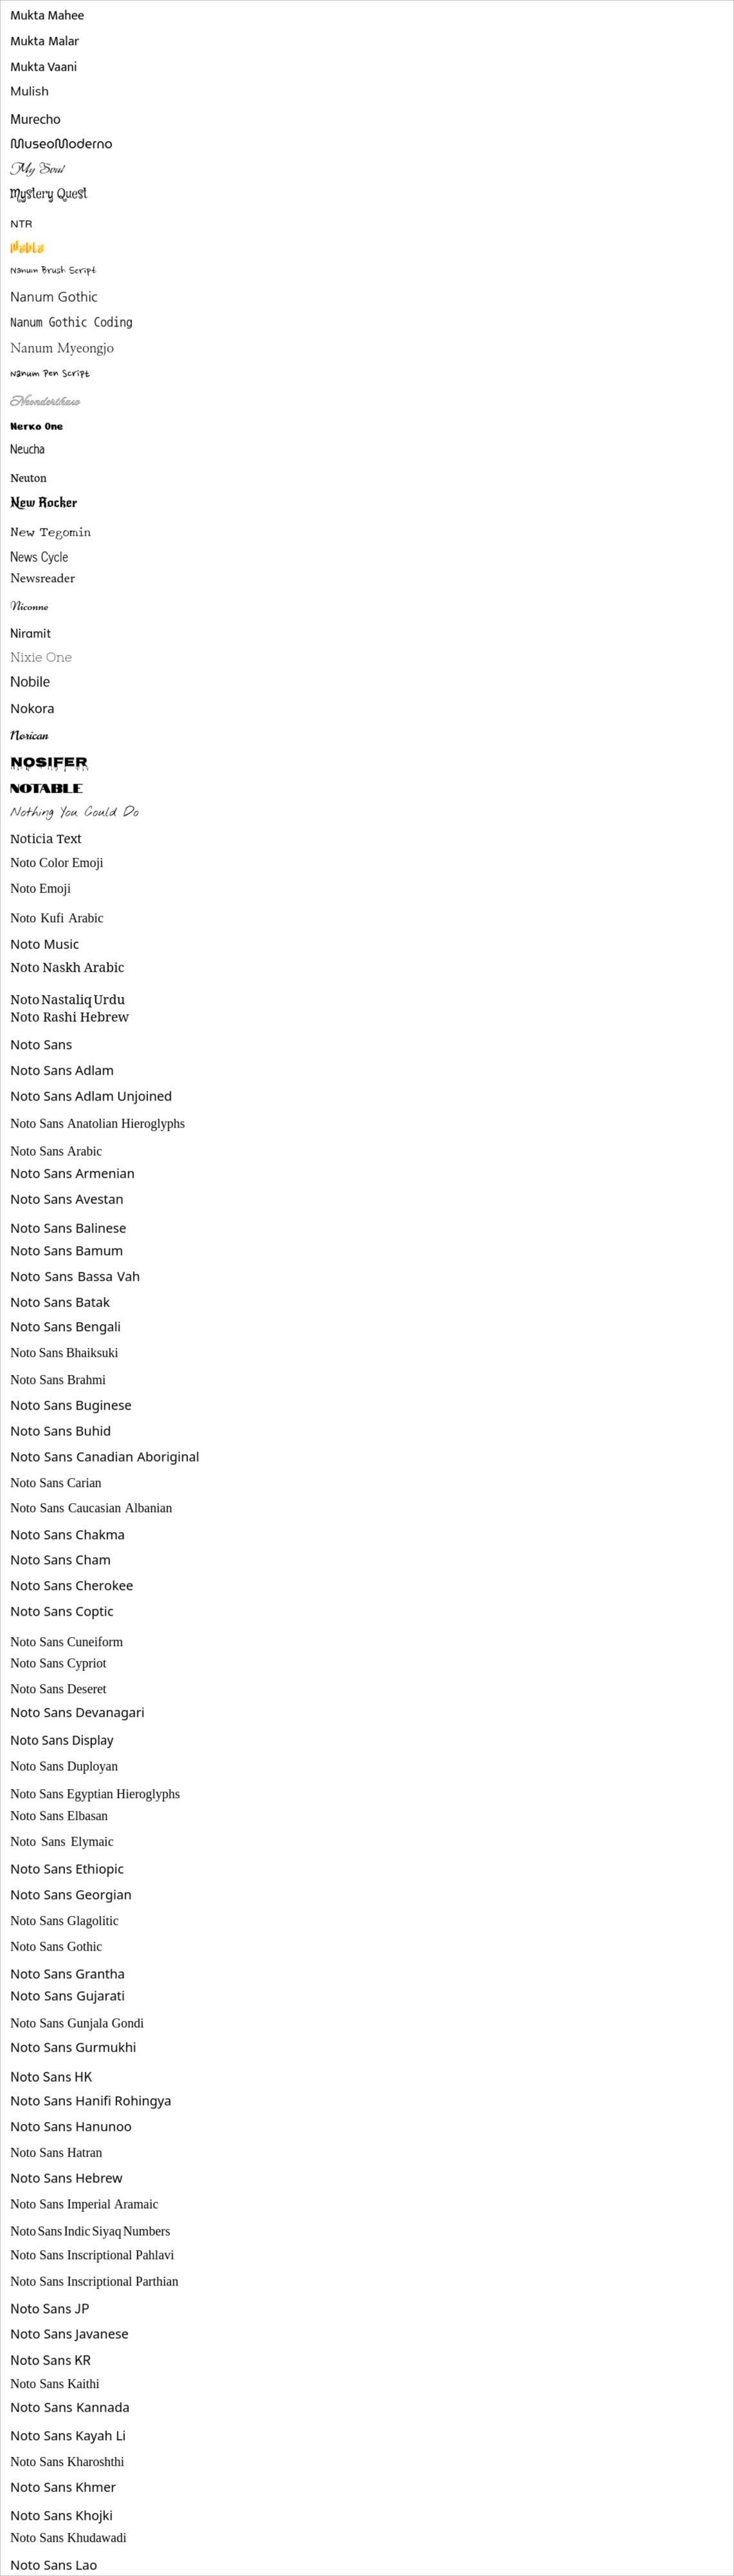 Mukta Mahee
Mukta Malar
Mukta Vaani
Mulish
Murecho
MuseoModerno
My Soul
Mystery Quest
NTR
Nabla
Nanum Brush Script
Nanum Gothic
Nanum Gothic Coding
Nanum Myeongjo
Nanum Pen Script
Neonderthaw
Nerko One
Neucha
Neuton
New Rocker
New Tegomin
News Cycle
Newsreader
Niconne
Niramit
Nixie One
Nobile
Nokora
Norican
NOSIFER
NOTABLE
Nothing You Could Do
Noticia Text
Noto Color Emoji
Noto Emoji
Noto Kufi Arabic
Noto Music
Noto Naskh Arabic
Noto Nastaliq Urdu
Noto Rashi Hebrew
Noto Sans
Noto Sans Adlam
Noto Sans Adlam Unjoined
Noto Sans Anatolian Hieroglyphs
Noto Sans Arabic
Noto Sans Armenian
Noto Sans Avestan
Noto Sans Balinese
Noto Sans Bamum
Noto Sans Bassa Vah
Noto Sans Batak
Noto Sans Bengali
Noto Sans Bhaiksuki
Noto Sans Brahmi
Noto Sans Buginese
Noto Sans Buhid
Noto Sans Canadian Aboriginal
Noto Sans Carian
Noto Sans Caucasian Albanian
Noto Sans Chakma
Noto Sans Cham
Noto Sans Cherokee
Noto Sans Coptic
Noto Sans Cuneiform
Noto Sans Cypriot
Noto Sans Deseret
Noto Sans Devanagari
Noto Sans Display
Noto Sans Duployan
Noto Sans Egyptian Hieroglyphs
Noto Sans Elbasan
Noto Sans Elymaic
Noto Sans Ethiopic
Noto Sans Georgian
Noto Sans Glagolitic
Noto Sans Gothic
Noto Sans Grantha
Noto Sans Gujarati
Noto Sans Gunjala Gondi
Noto Sans Gurmukhi
Noto Sans HK
Noto Sans Hanifi Rohingya
Noto Sans Hanunoo
Noto Sans Hatran
Noto Sans Hebrew
Noto Sans Imperial Aramaic
Noto Sans Indic Siyaq Numbers
Noto Sans Inscriptional Pahlavi
Noto Sans Inscriptional Parthian
Noto Sans JP
Noto Sans Javanese
Noto Sans KR
Noto Sans Kaithi
Noto Sans Kannada
Noto Sans Kayah Li
Noto Sans Kharoshthi
Noto Sans Khmer
Noto Sans Khojki
Noto Sans Khudawadi
Noto Sans Lao